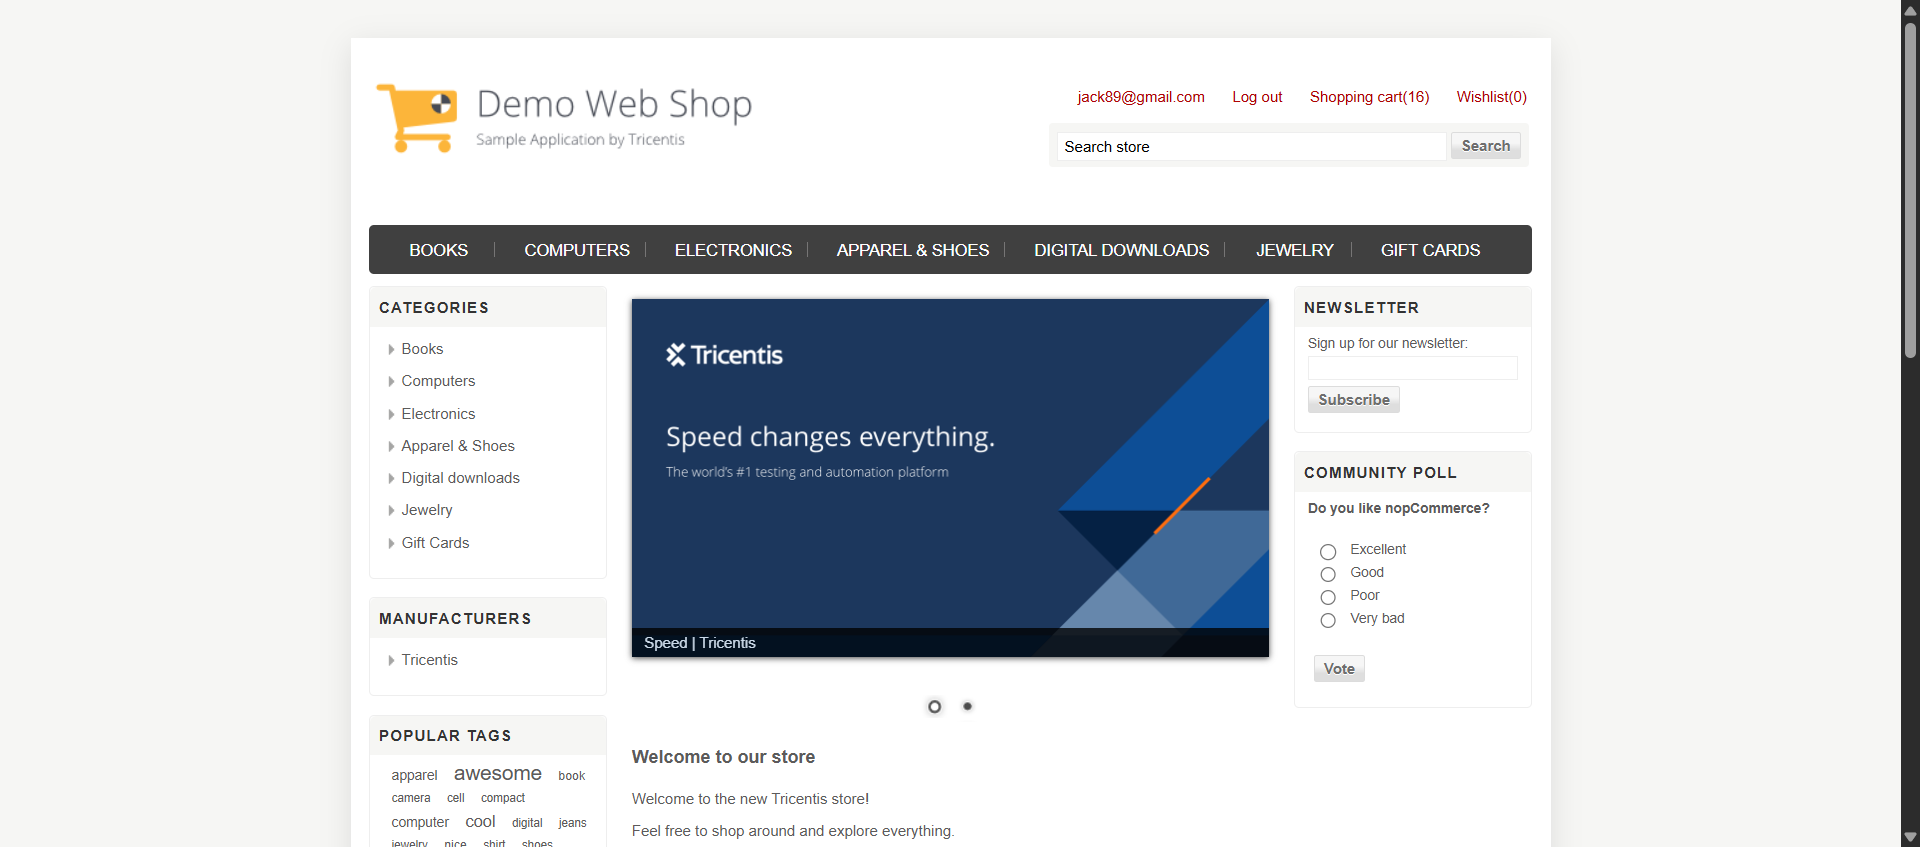 Demo Web Shop
Sample Application by Tricentis
jack89@gmail.com Log out Shopping cart(16) Wishlist(0)
Search store Search
BOOKS COMPUTERS ELECTRONICS APPAREL & SHOES DIGITAL DOWNLOADS JEWELRY GIFT CARDS
CATEGORIES
Books
Computers
Electronics
Apparel & Shoes
Digital downloads
Jewelry
Gift Cards
MANUFACTURERS
Tricentis
POPULAR TAGS
apparel awesome book
camera cell compact
computer cool digital jeans
jewelry nice shirt shoes
Tricentis
Speed changes everything.
The world's #1 testing and automation platform
Speed | Tricentis
Welcome to our store
Welcome to the new Tricentis store!
Feel free to shop around and explore everything.
NEWSLETTER
Sign up for our newsletter:
Subscribe
COMMUNITY POLL
Do you like nopCommerce?
Excellent
Good
Poor
Very bad
Vote